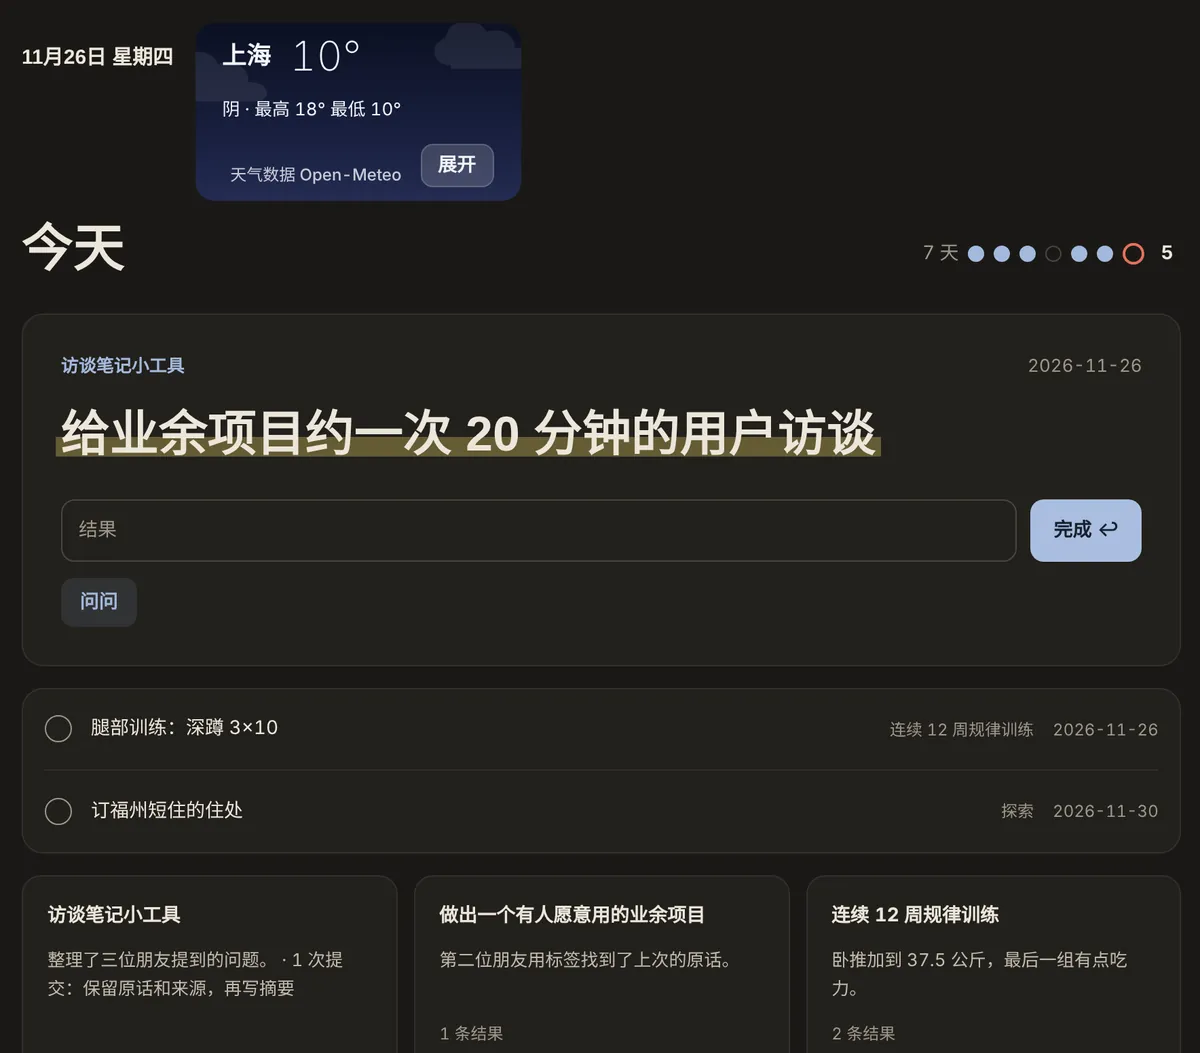 11月26日 星期四
上海 10°
阴 · 最高 18° 最低 10°
天气数据 Open-Meteo
展开
今天
7 天
5
访谈笔记小工具
2026-11-26
给业余项目约一次 20 分钟的用户访谈
结果
完成 ↩
问问
腿部训练：深蹲 3×10
连续 12 周规律训练 2026-11-26
订福州短住的住处
探索 2026-11-30
访谈笔记小工具
整理了三位朋友提到的问题。 · 1 次提
交：保留原话和来源，再写摘要
做出一个有人愿意用的业余项目
第二位朋友用标签找到了上次的原话。
1 条结果
连续 12 周规律训练
卧推加到 37.5 公斤，最后一组有点吃
力。
2 条结果